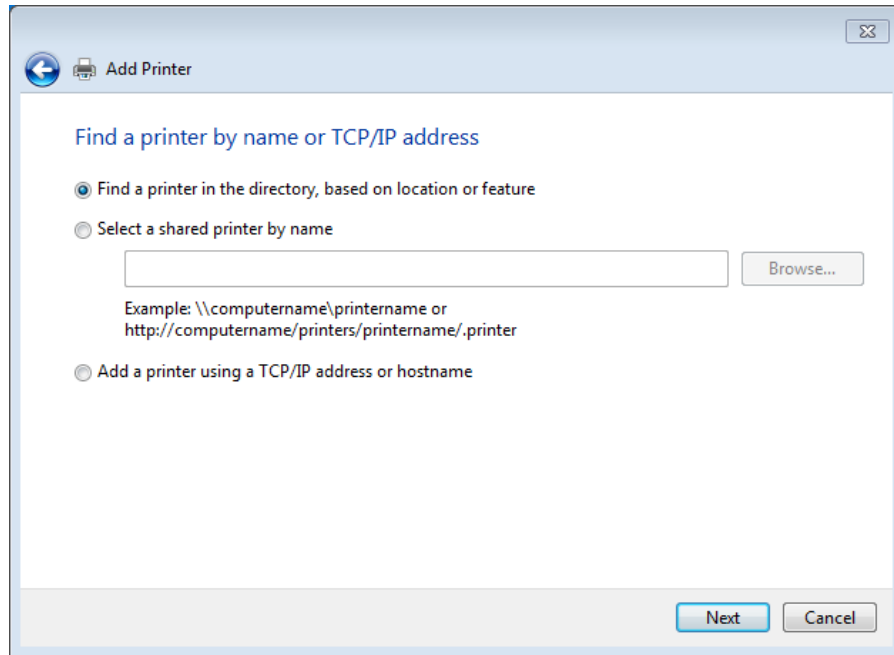 Add Printer
Find a printer by name or TCP/IP address
Find a printer in the directory, based on location or feature
Select a shared printer by name
Browse...
Example: \\computername\printername or
http://computername/printers/printername/.printer
Add a printer using a TCP/IP address or hostname
Next Cancel